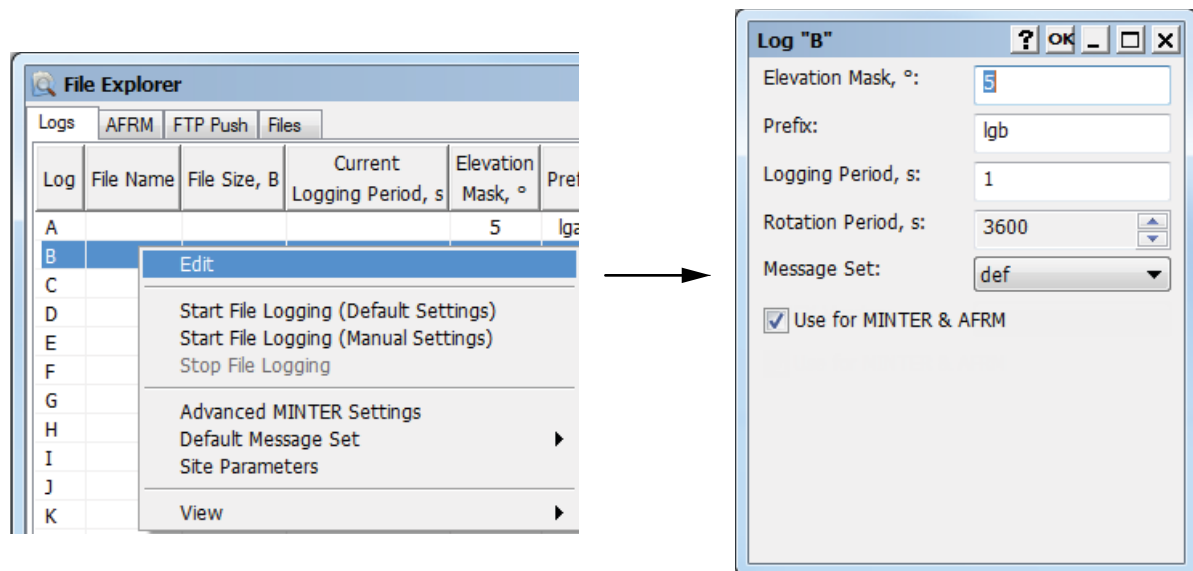 File Explorer
Logs AFRM FTP Push Files
Log File Name File Size, B Current Logging Period, s Elevation Mask, °
A 5
B
C
D
E
F
G
H
I
J
K
Edit
Start File Logging (Default Settings)
Start File Logging (Manual Settings)
Stop File Logging
Advanced MINTER Settings
Default Message Set
Site Parameters
View
Log "B" ? OK
Elevation Mask, °: 5
Prefix: lgb
Logging Period, s: 1
Rotation Period, s: 3600
Message Set: def
Use for MINTER & AFRM